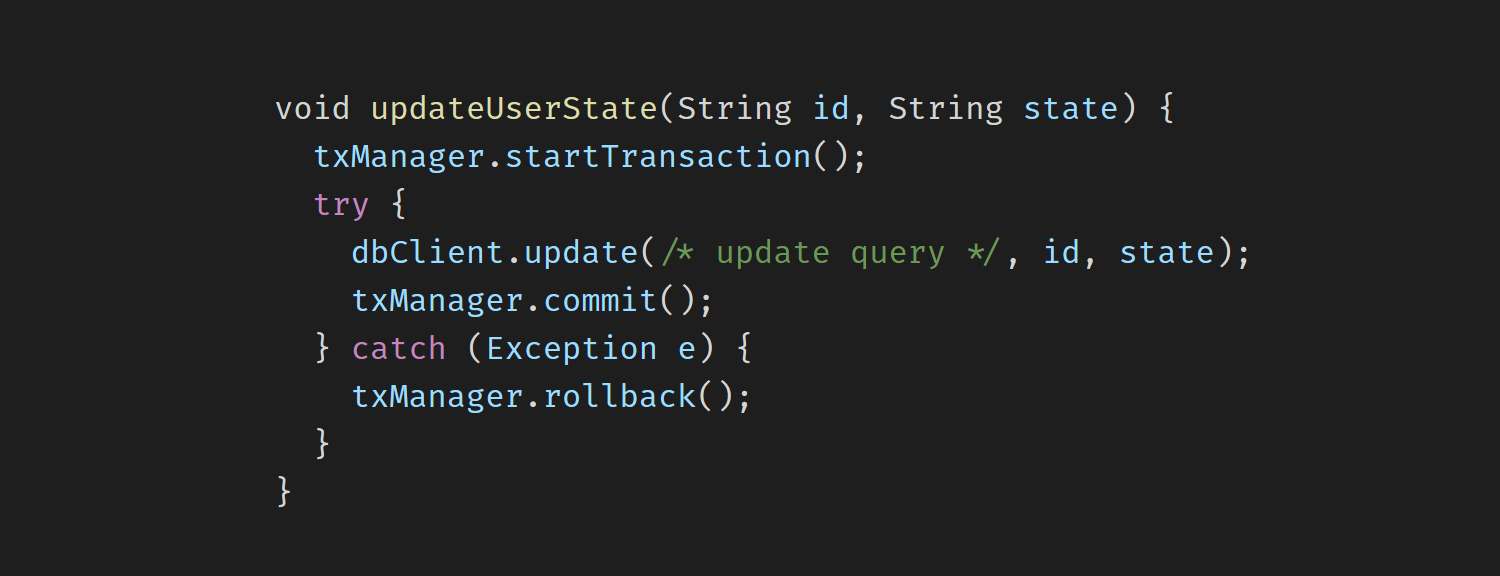 void updateUserState(String id, String state) {
  txManager.startTransaction();
  try {
    dbClient.update(/* update query */, id, state);
    txManager.commit();
  } catch (Exception e) {
    txManager.rollback();
  }
}